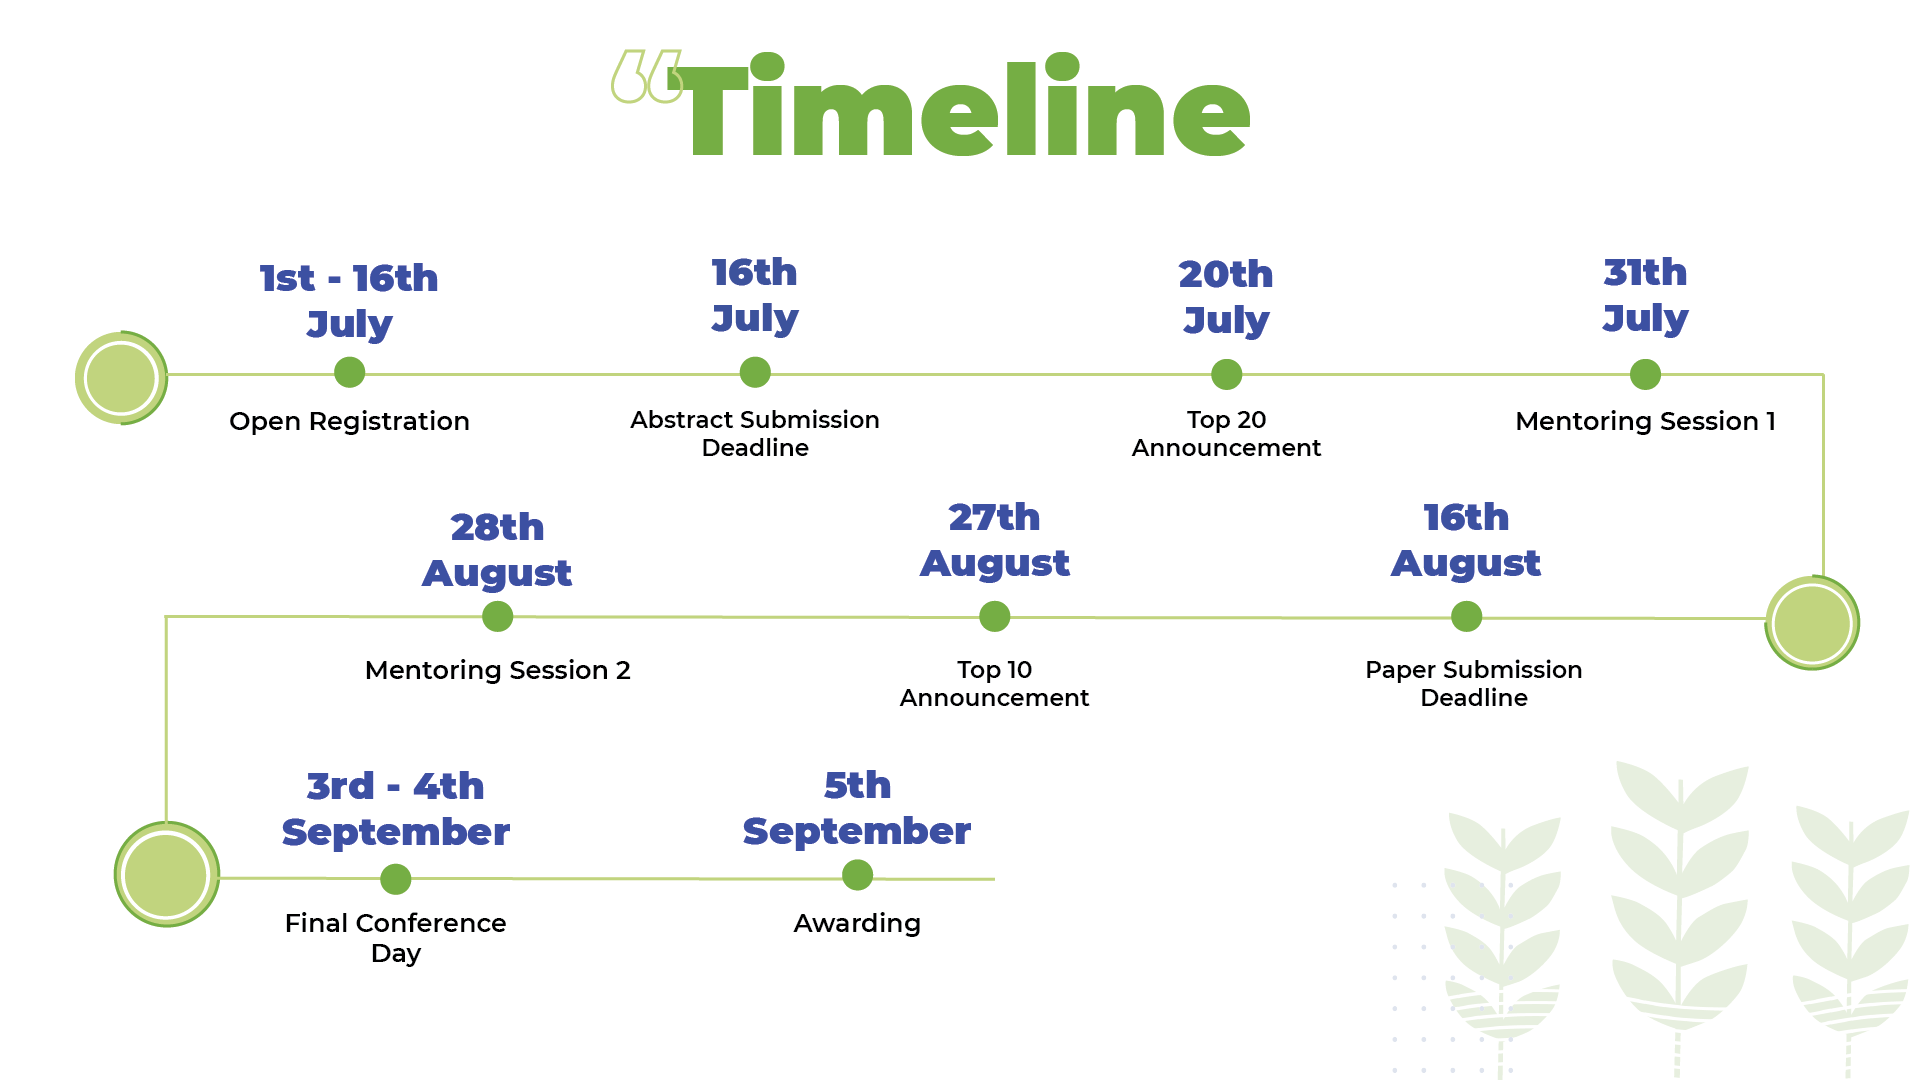 “Timeline
1st - 16th
July
Open Registration
16th
July
Abstract Submission
Deadline
20th
July
Top 20
Announcement
31th
July
Mentoring Session 1
28th
August
Mentoring Session 2
27th
August
Top 10
Announcement
16th
August
Paper Submission
Deadline
3rd - 4th
September
Final Conference
Day
5th
September
Awarding